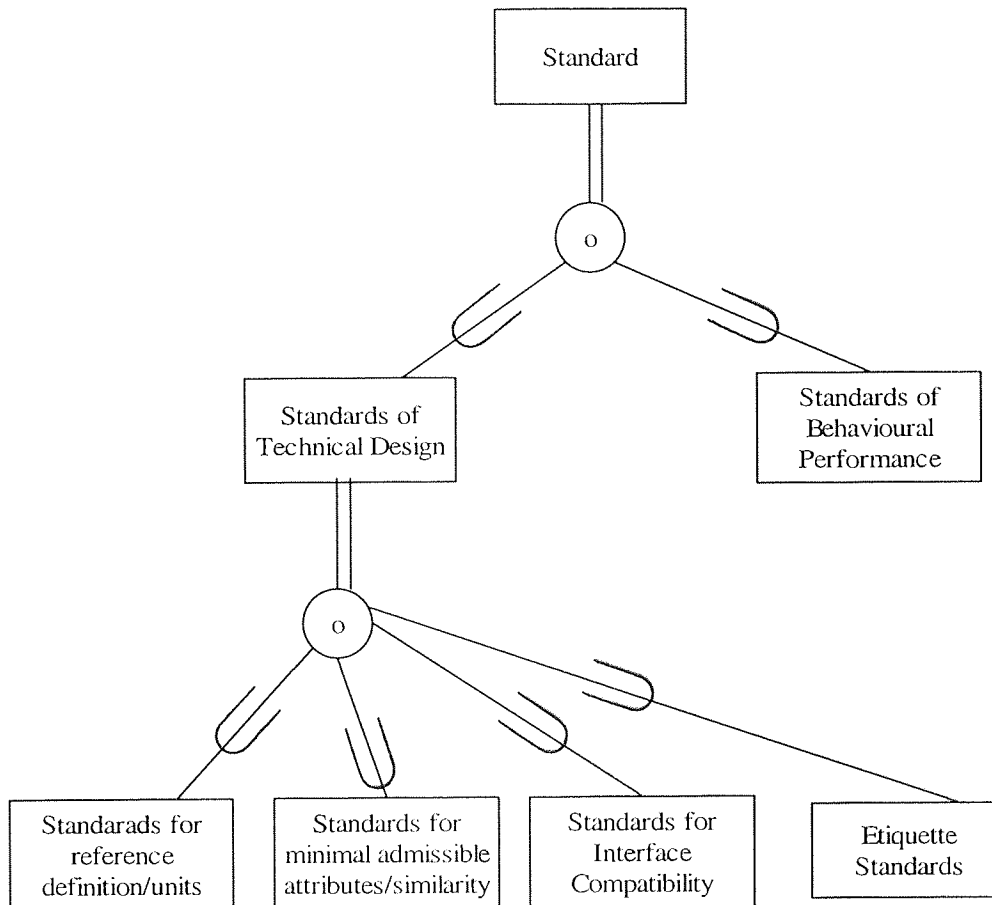 Standard
o
Standards of
Technical Design
Standards of
Behavioural
Performance
o
Standarads for
reference
definition/units
Standards for
minimal admissible
attributes/similarity
Standards for
Interface
Compatibility
Etiquette
Standards